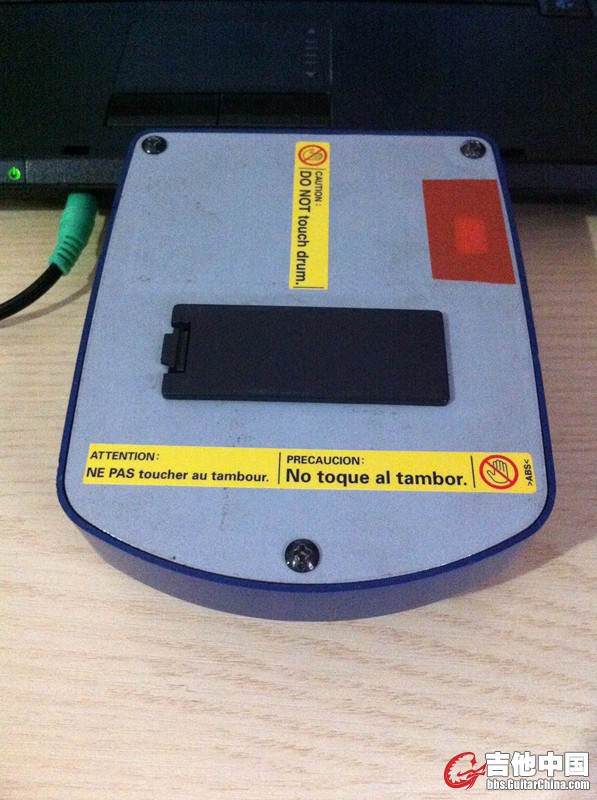 CAUTION:
DO NOT touch drum.
ATTENTION:
NE PAS toucher au tambour.
PRECAUCION:
No toque al tambor.
>ABS<
吉他中国
bbs.GuitarChina.com